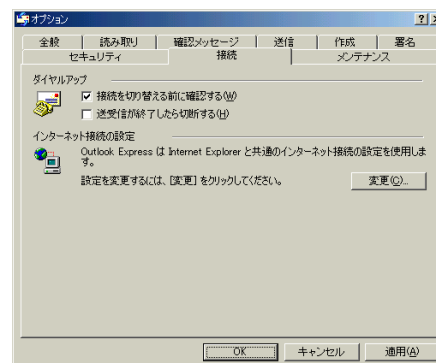 オプション
全般 読み取り 確認メッセージ 送信 作成 署名
セキュリティ 接続 メンテナンス
ダイヤルアップ
接続を切り替える前に確認する(W)
送受信が終了したら切断する(H)
インターネット接続の設定
Outlook Express は Internet Explorer と共通のインターネット接続の設定を使用しま
す。
設定を変更するには、[変更] をクリックしてください。 変更(C)...
OK キャンセル 適用(A)